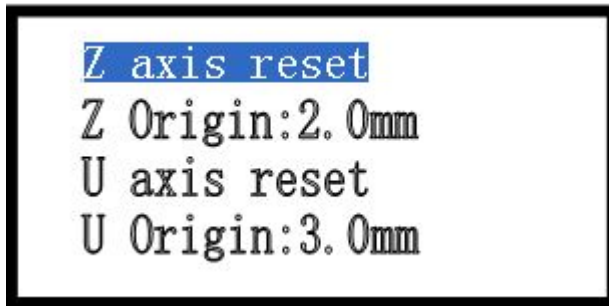 Z axis reset
Z Origin:2.0mm
U axis reset
U Origin:3.0mm